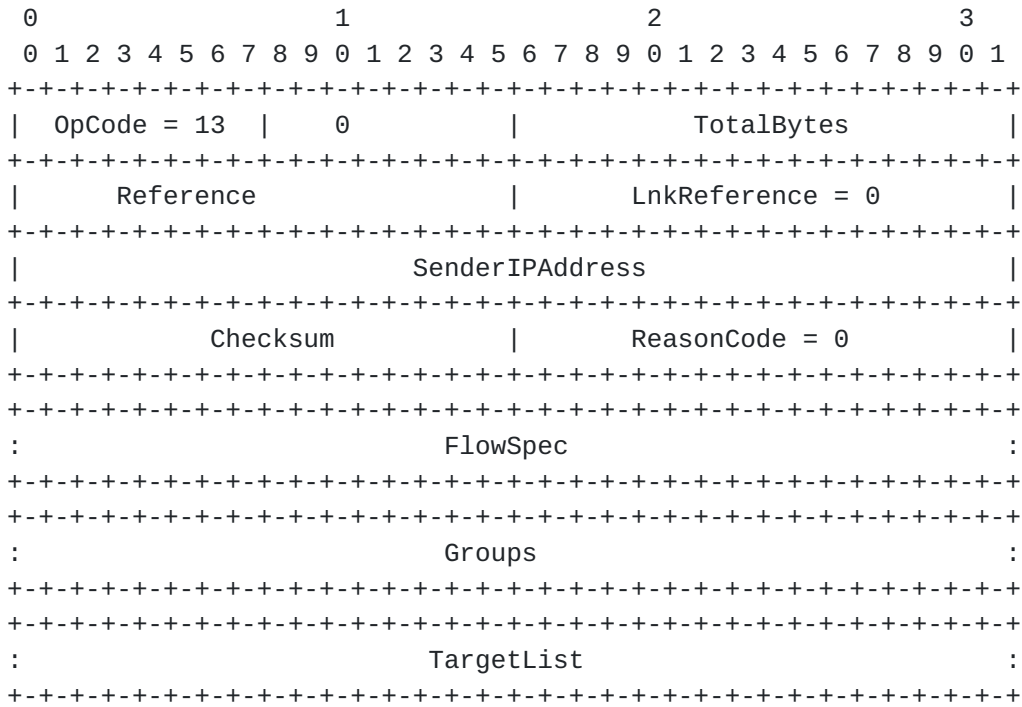 0                   1                   2                   3
 0 1 2 3 4 5 6 7 8 9 0 1 2 3 4 5 6 7 8 9 0 1 2 3 4 5 6 7 8 9 0 1
+-+-+-+-+-+-+-+-+-+-+-+-+-+-+-+-+-+-+-+-+-+-+-+-+-+-+-+-+-+-+-+-+
|  OpCode = 13  |    0          |           TotalBytes          |
+-+-+-+-+-+-+-+-+-+-+-+-+-+-+-+-+-+-+-+-+-+-+-+-+-+-+-+-+-+-+-+-+
|      Reference                |       LnkReference = 0        |
+-+-+-+-+-+-+-+-+-+-+-+-+-+-+-+-+-+-+-+-+-+-+-+-+-+-+-+-+-+-+-+-+
|                         SenderIPAddress                       |
+-+-+-+-+-+-+-+-+-+-+-+-+-+-+-+-+-+-+-+-+-+-+-+-+-+-+-+-+-+-+-+-+
|            Checksum           |       ReasonCode = 0          |
+-+-+-+-+-+-+-+-+-+-+-+-+-+-+-+-+-+-+-+-+-+-+-+-+-+-+-+-+-+-+-+-+
+-+-+-+-+-+-+-+-+-+-+-+-+-+-+-+-+-+-+-+-+-+-+-+-+-+-+-+-+-+-+-+-+
:                           FlowSpec                            :
+-+-+-+-+-+-+-+-+-+-+-+-+-+-+-+-+-+-+-+-+-+-+-+-+-+-+-+-+-+-+-+-+
+-+-+-+-+-+-+-+-+-+-+-+-+-+-+-+-+-+-+-+-+-+-+-+-+-+-+-+-+-+-+-+-+
:                           Groups                              :
+-+-+-+-+-+-+-+-+-+-+-+-+-+-+-+-+-+-+-+-+-+-+-+-+-+-+-+-+-+-+-+-+
+-+-+-+-+-+-+-+-+-+-+-+-+-+-+-+-+-+-+-+-+-+-+-+-+-+-+-+-+-+-+-+-+
:                          TargetList                           :
+-+-+-+-+-+-+-+-+-+-+-+-+-+-+-+-+-+-+-+-+-+-+-+-+-+-+-+-+-+-+-+-+